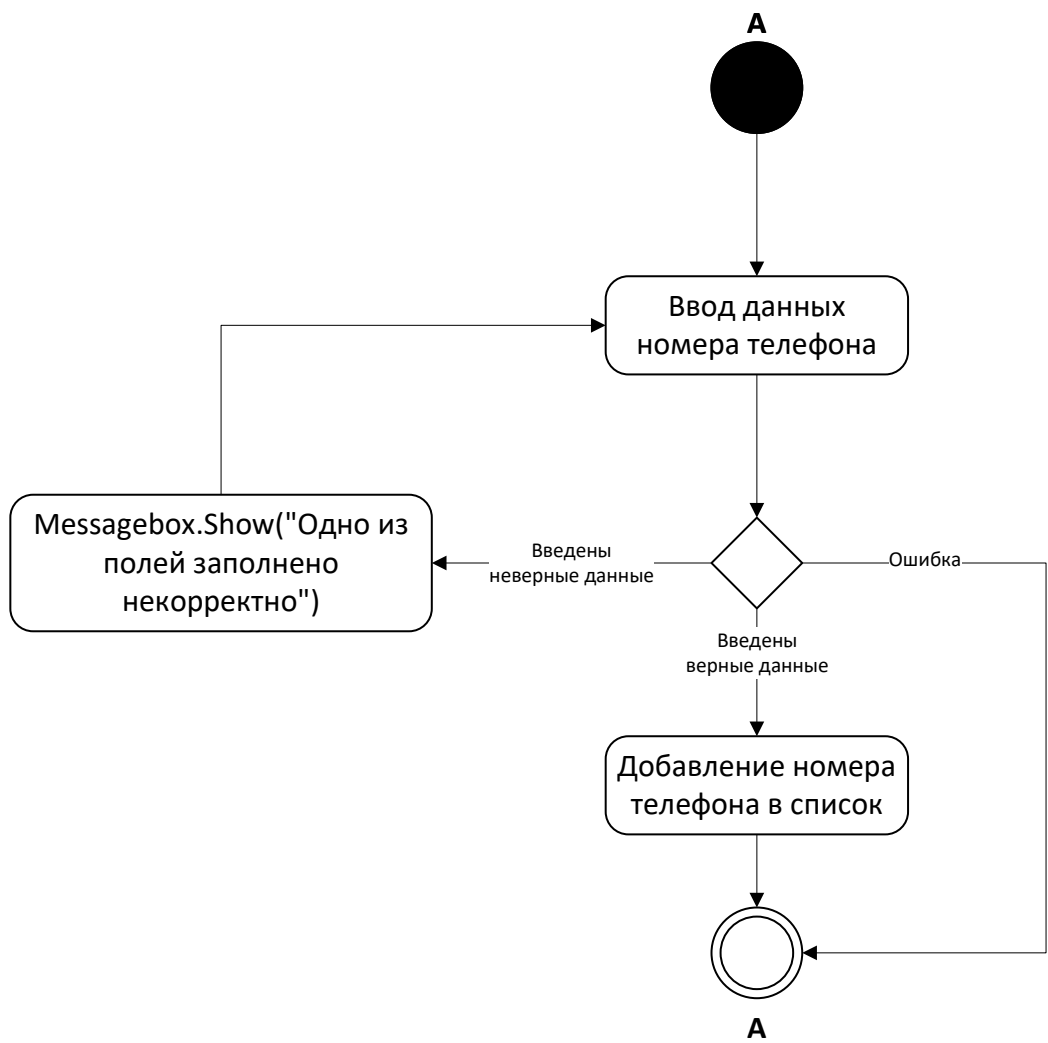 A
Ввод данных
номера телефона
Messagebox.Show("Одно из
полей заполнено
некорректно")
Введены
неверные данные
Ошибка
Введены
верные данные
Добавление номера
телефона в список
A